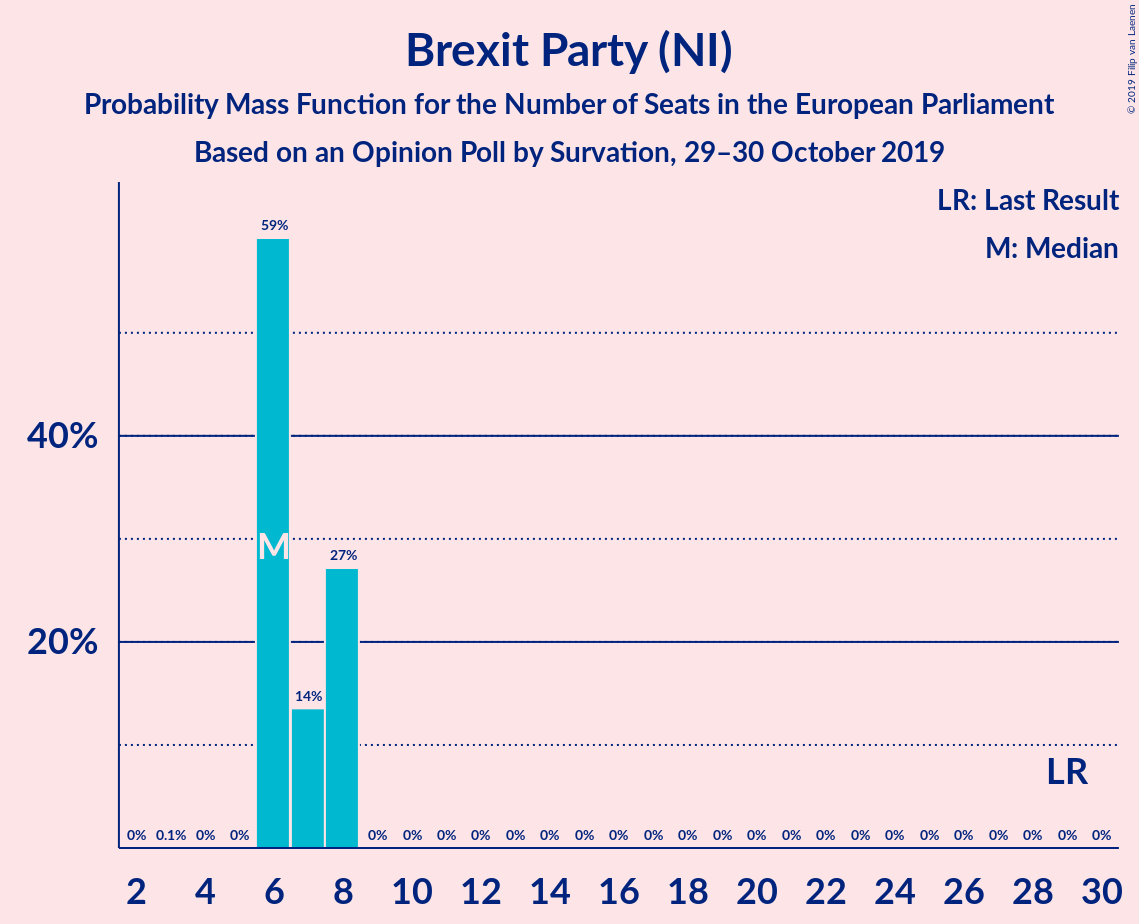 Brexit Party (NI)
Probability Mass Function for the Number of Seats in the European Parliament
Based on an Opinion Poll by Survation, 29–30 October 2019
© 2019 Filip van Laenen
LR: Last Result
M: Median
59%
40%
M
27%
20%
14%
LR
0% 0.1% 0% 0% 0% 0% 0% 0% 0% 0% 0% 0% 0% 0% 0% 0% 0% 0% 0% 0% 0% 0% 0% 0% 0% 0%
2 4 6 8 10 12 14 16 18 20 22 24 26 28 30